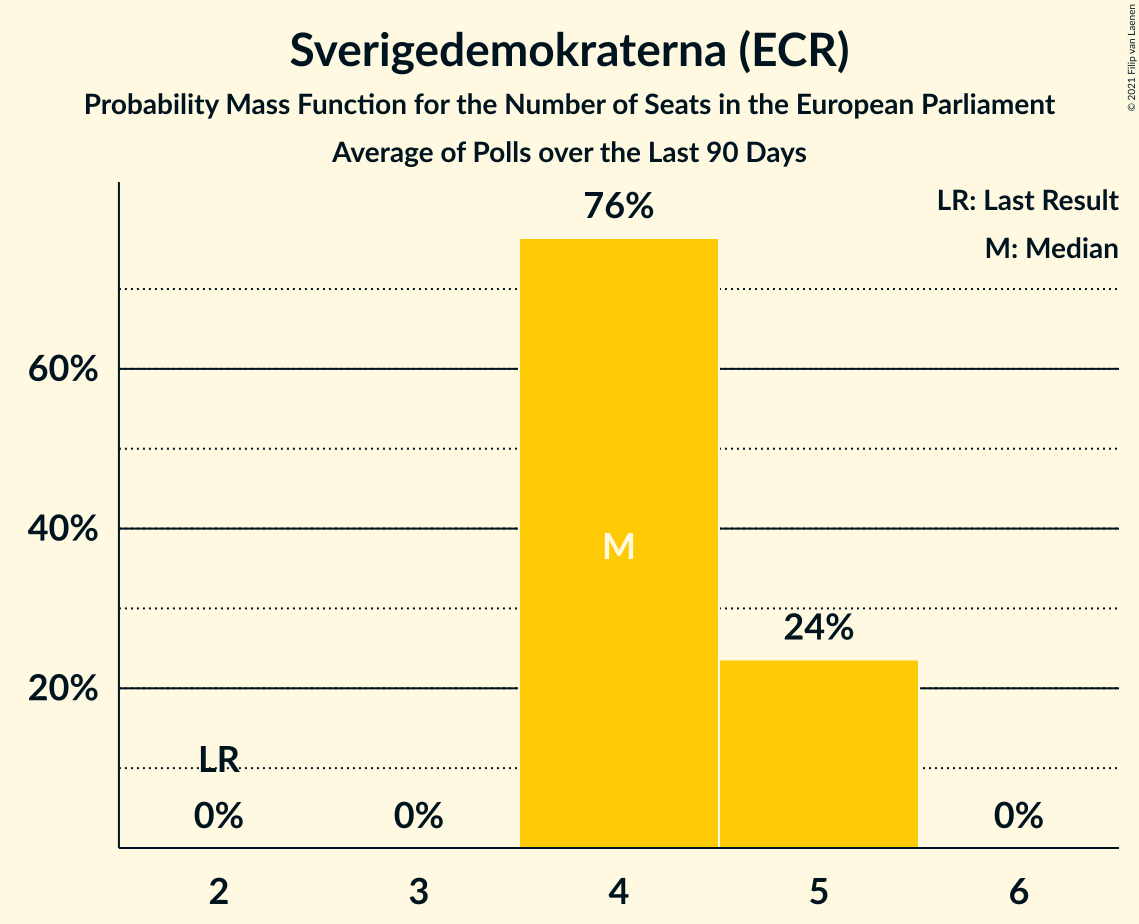 Sverigedemokraterna (ECR)
Probability Mass Function for the Number of Seats in the European Parliament
Average of Polls over the Last 90 Days
© 2021 Filip van Laenen
LR: Last Result
M: Median
76%
60%
40%
M
24%
20%
LR
0%
0%
0%
2
3
4
5
6